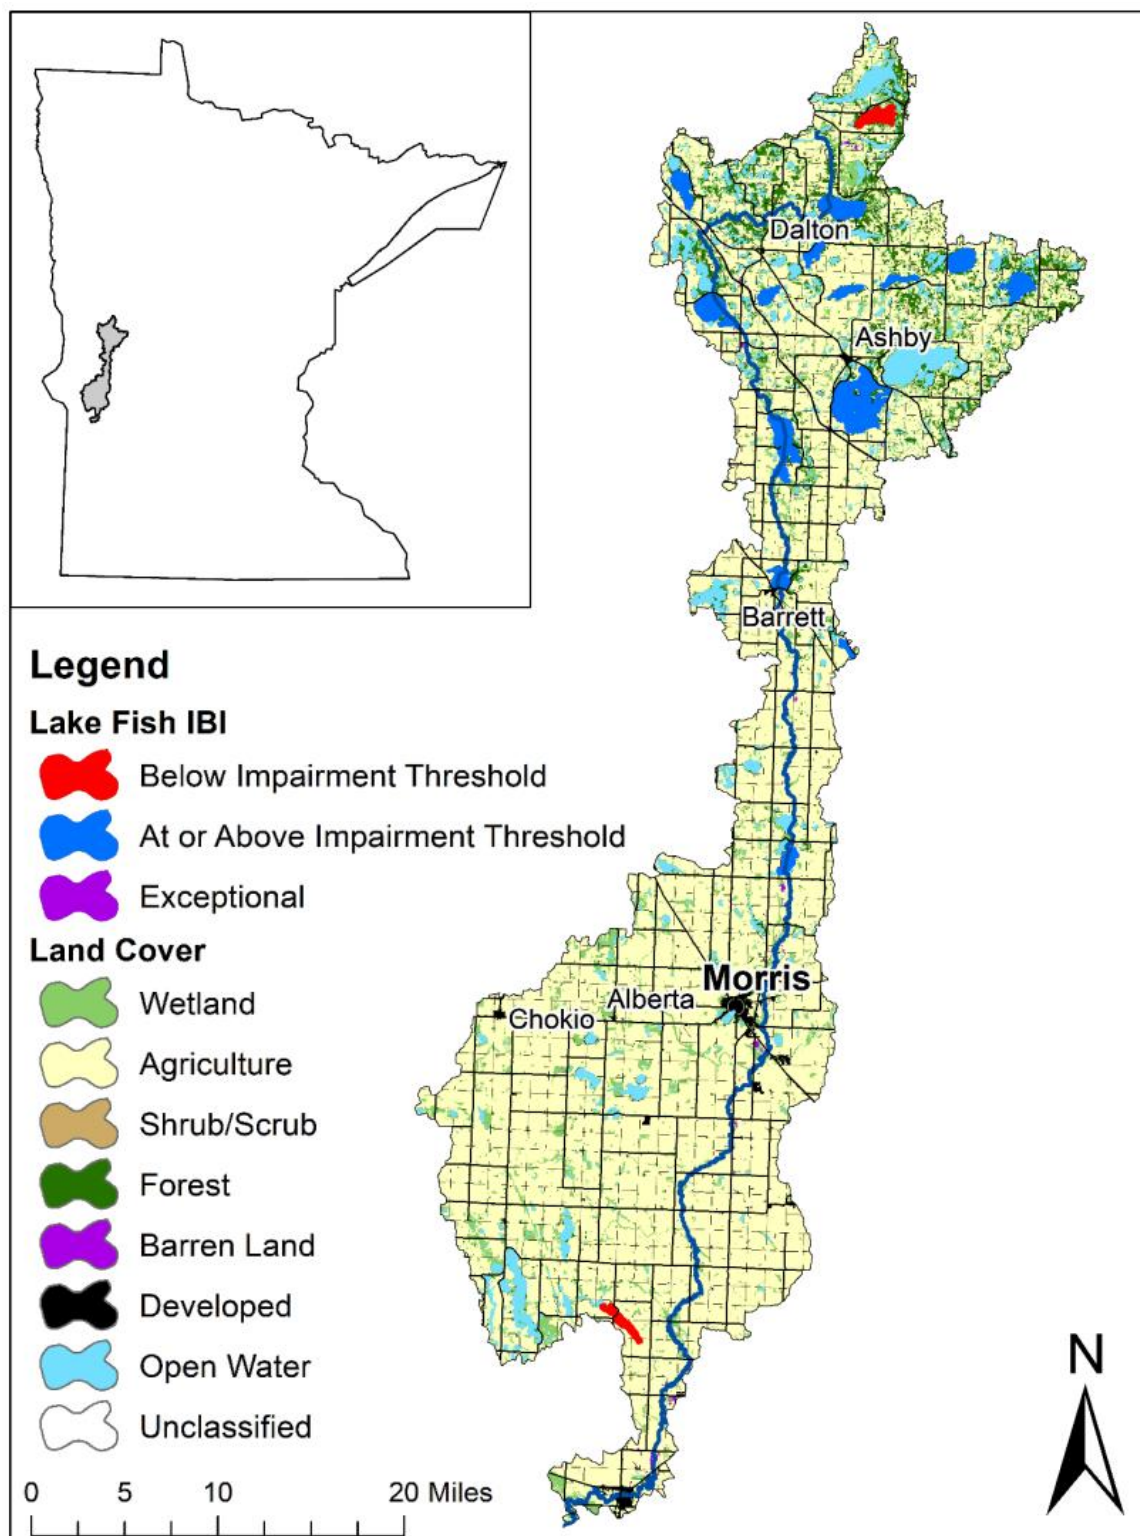 Dalton
Ashby
Barrett
Morris
Alberta
Chokio
Legend
Lake Fish IBI
Below Impairment Threshold
At or Above Impairment Threshold
Exceptional
Land Cover
Wetland
Agriculture
Shrub/Scrub
Forest
Barren Land
Developed
Open Water
Unclassified
0 5 10 20 Miles
N